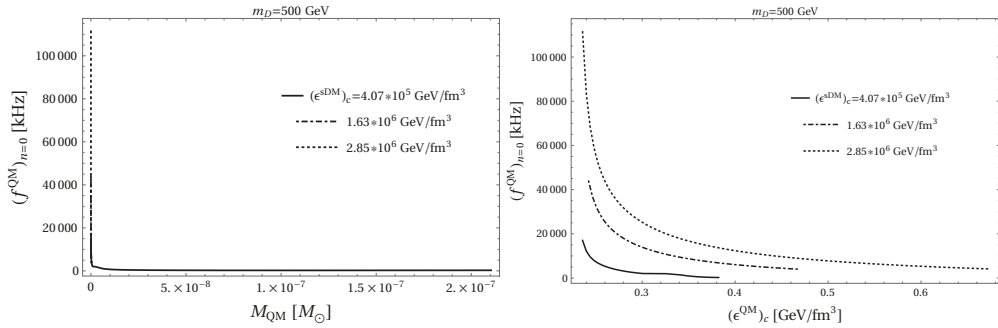 m_D=500 GeV
(f^QM)_{n=0} [kHz]
100 000
80 000
60 000
40 000
20 000
0
(ϵ^sDM)_c=4.07*10^5 GeV/fm^3
1.63*10^6 GeV/fm^3
2.85*10^6 GeV/fm^3
0
5.×10^-8
1.×10^-7
1.5×10^-7
2.×10^-7
M_QM [M_⊙]
m_D=500 GeV
(f^QM)_{n=0} [kHz]
100 000
80 000
60 000
40 000
20 000
0
(ϵ^sDM)_c=4.07*10^5 GeV/fm^3
1.63*10^6 GeV/fm^3
2.85*10^6 GeV/fm^3
0.3
0.4
0.5
0.6
(ϵ^QM)_c [GeV/fm^3]